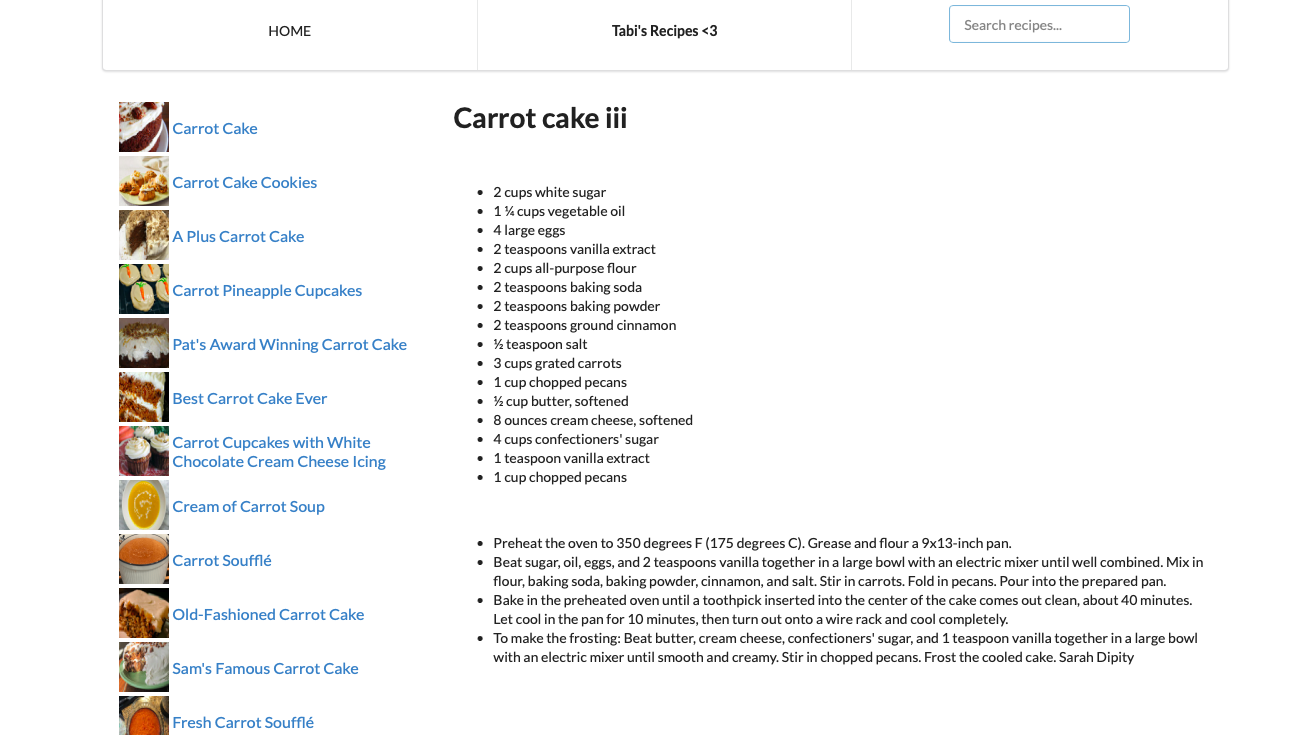 HOME
Tabi's Recipes <3
Search recipes...
Carrot Cake
Carrot Cake Cookies
A Plus Carrot Cake
Carrot Pineapple Cupcakes
Pat's Award Winning Carrot Cake
Best Carrot Cake Ever
Carrot Cupcakes with White
Chocolate Cream Cheese Icing
Cream of Carrot Soup
Carrot Soufflé
Old-Fashioned Carrot Cake
Sam's Famous Carrot Cake
Fresh Carrot Soufflé
Carrot cake iii
• 2 cups white sugar
• 1 ¼ cups vegetable oil
• 4 large eggs
• 2 teaspoons vanilla extract
• 2 cups all-purpose flour
• 2 teaspoons baking soda
• 2 teaspoons baking powder
• 2 teaspoons ground cinnamon
• ½ teaspoon salt
• 3 cups grated carrots
• 1 cup chopped pecans
• ½ cup butter, softened
• 8 ounces cream cheese, softened
• 4 cups confectioners' sugar
• 1 teaspoon vanilla extract
• 1 cup chopped pecans
• Preheat the oven to 350 degrees F (175 degrees C). Grease and flour a 9x13-inch pan.
• Beat sugar, oil, eggs, and 2 teaspoons vanilla together in a large bowl with an electric mixer until well combined. Mix in
flour, baking soda, baking powder, cinnamon, and salt. Stir in carrots. Fold in pecans. Pour into the prepared pan.
• Bake in the preheated oven until a toothpick inserted into the center of the cake comes out clean, about 40 minutes.
Let cool in the pan for 10 minutes, then turn out onto a wire rack and cool completely.
• To make the frosting: Beat butter, cream cheese, confectioners' sugar, and 1 teaspoon vanilla together in a large bowl
with an electric mixer until smooth and creamy. Stir in chopped pecans. Frost the cooled cake. Sarah Dipity